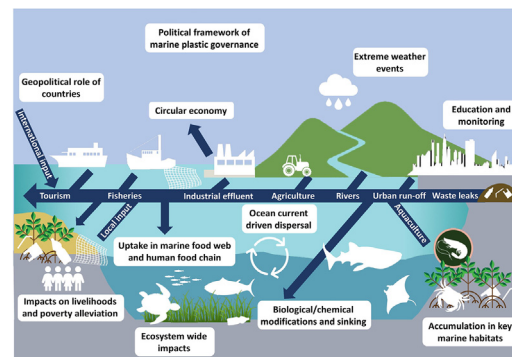 Political framework of
marine plastic governance
Extreme weather
events
Geopolitical role of
countries
Circular economy
Education and
monitoring
International input
Tourism
Fisheries
Industrial effluent
Agriculture
Rivers
Urban run-off
Waste leaks
Local input
Aquaculture
Ocean current
driven dispersal
Uptake in marine food web
and human food chain
Impacts on livelihoods
and poverty alleviation
Biological/chemical
modifications and sinking
Ecosystem wide
impacts
Accumulation in key
marine habitats